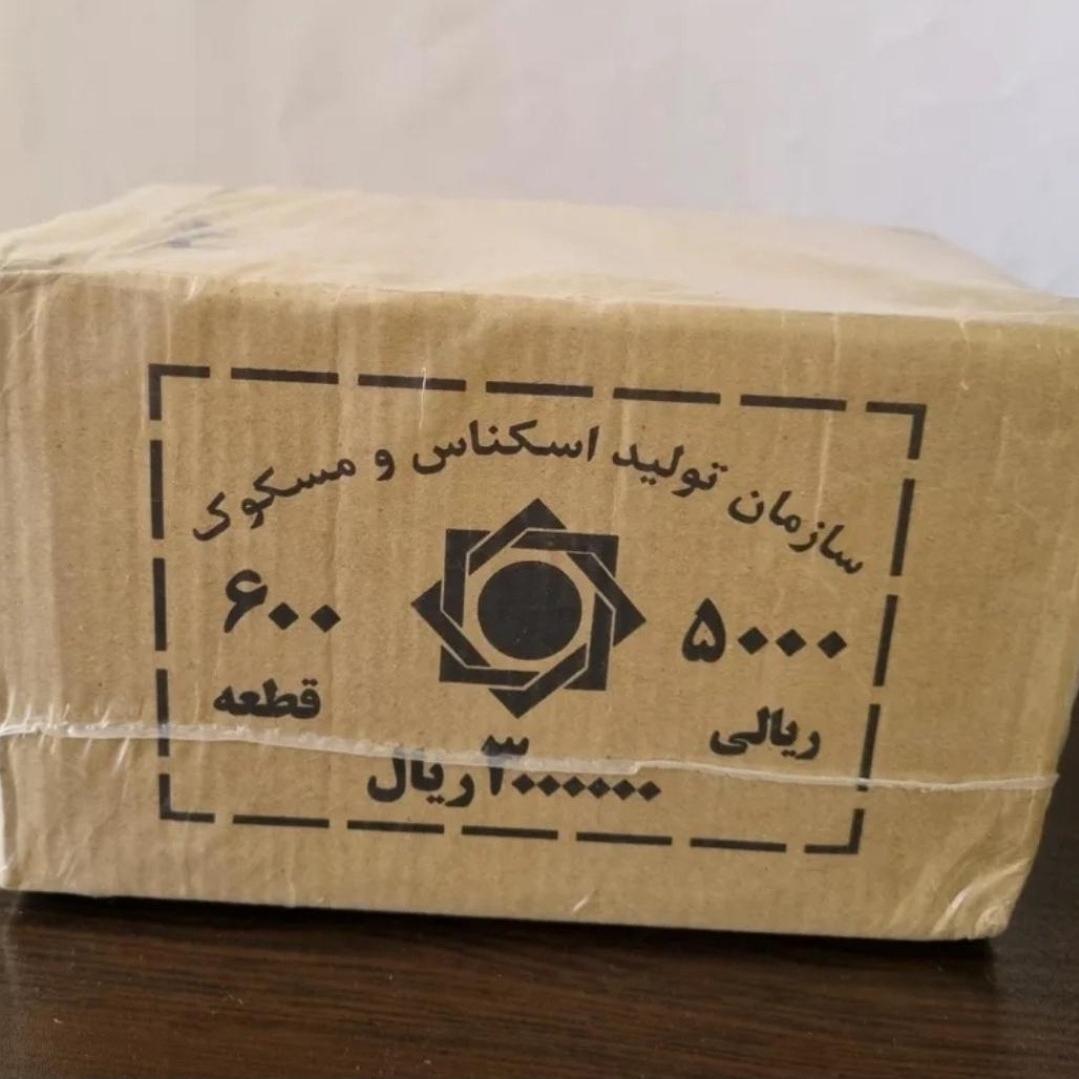 سازمان تولید اسکناس و مسکوک
۵۰۰۰ ۶۰۰
ریالی قطعه
۳۰۰۰۰۰۰ ریال